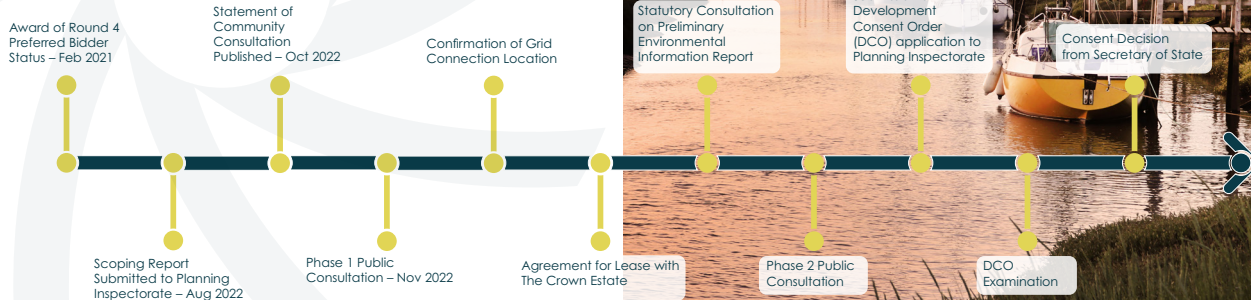 Award of Round 4
Preferred Bidder
Status – Feb 2021
Scoping Report
Submitted to Planning
Inspectorate – Aug 2022
Statement of
Community
Consultation
Published – Oct 2022
Phase 1 Public
Consultation – Nov 2022
Confirmation of Grid
Connection Location
Agreement for Lease with
The Crown Estate
Statutory Consultation
on Preliminary
Environmental
Information Report
Phase 2 Public
Consultation
Development
Consent Order
(DCO) application to
Planning Inspectorate
DCO
Examination
Consent Decision
from Secretary of State